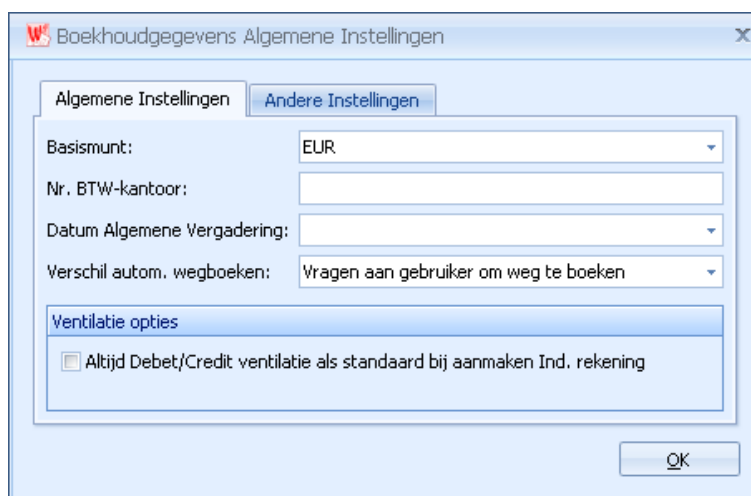 Boekhoudgegevens Algemene Instellingen
Algemene Instellingen
Andere Instellingen
Basismunt: EUR
Nr. BTW-kantoor:
Datum Algemene Vergadering:
Verschil autom. wegboeken: Vragen aan gebruiker om weg te boeken
Ventilatie opties
Altijd Debet/Credit ventilatie als standaard bij aanmaken Ind. rekening
OK